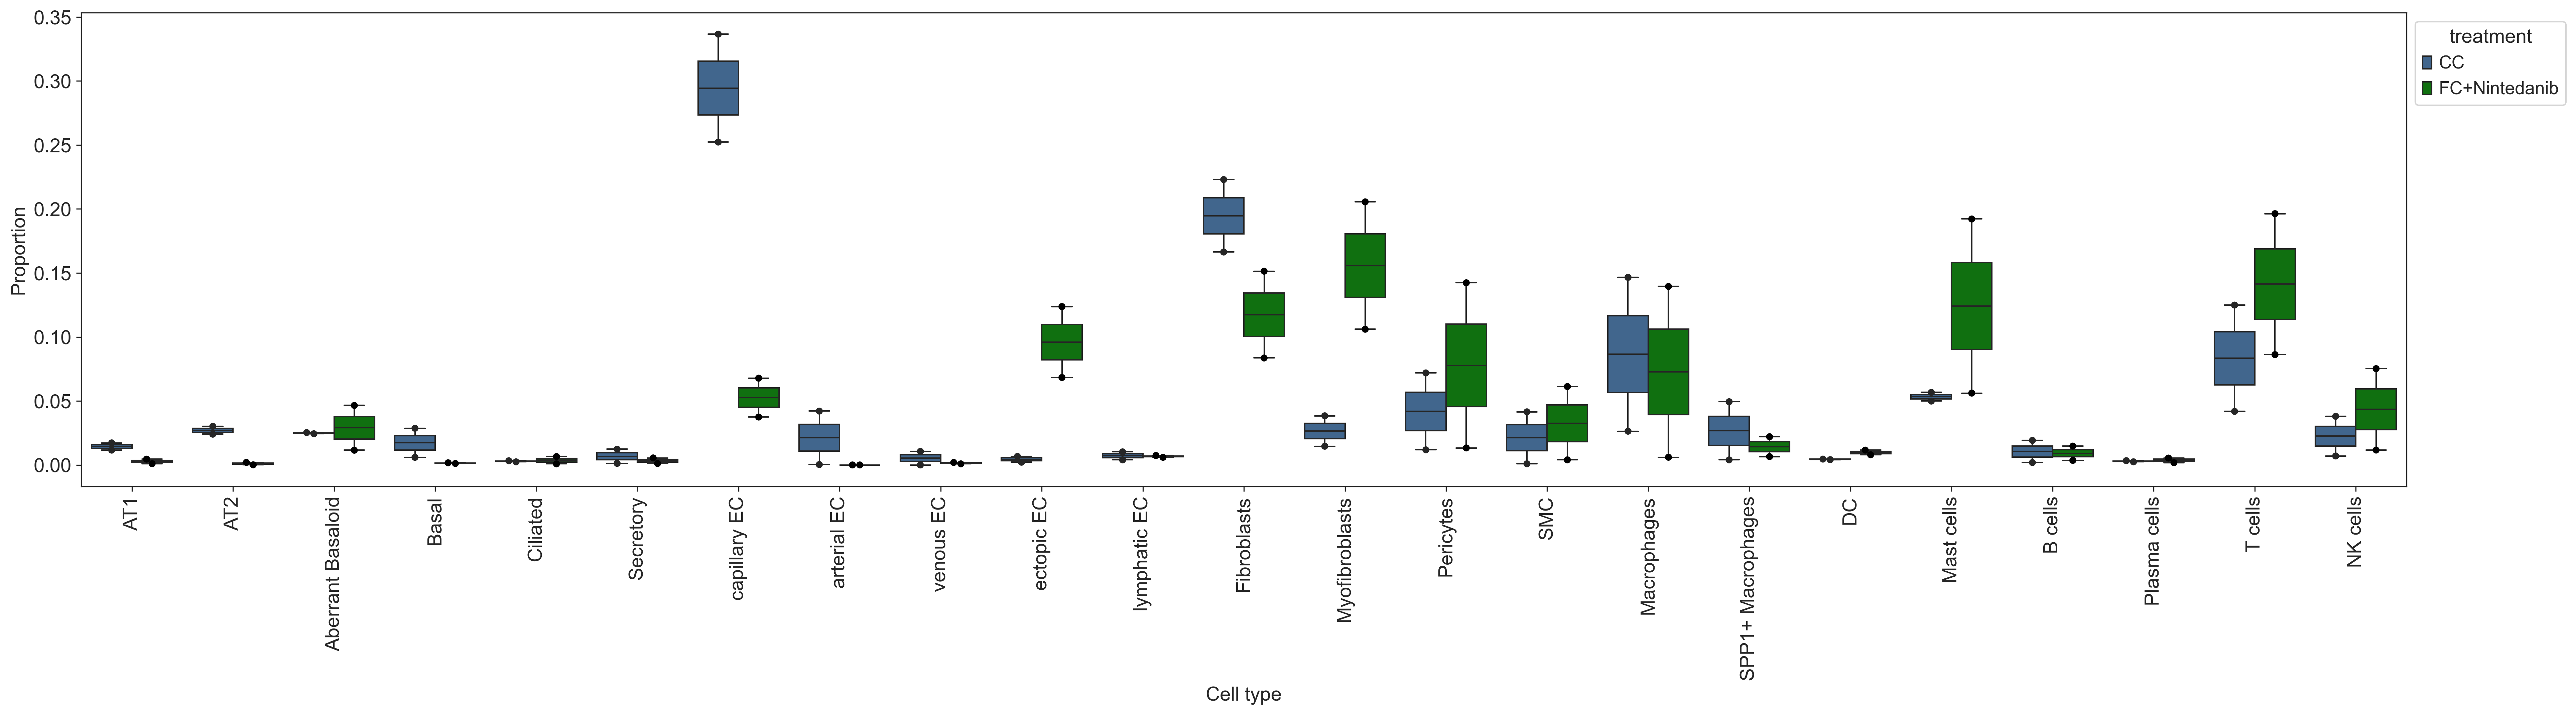 0.35
0.30
0.25
0.20
0.15
0.10
0.05
0.00
Proportion
AT1
AT2
Aberrant Basaloid
Basal
Ciliated
Secretory
capillary EC
arterial EC
venous EC
ectopic EC
lymphatic EC
Fibroblasts
Myofibroblasts
Pericytes
SMC
Macrophages
SPP1+ Macrophages
DC
Mast cells
B cells
Plasma cells
T cells
NK cells
Cell type
treatment
CC
FC+Nintedanib